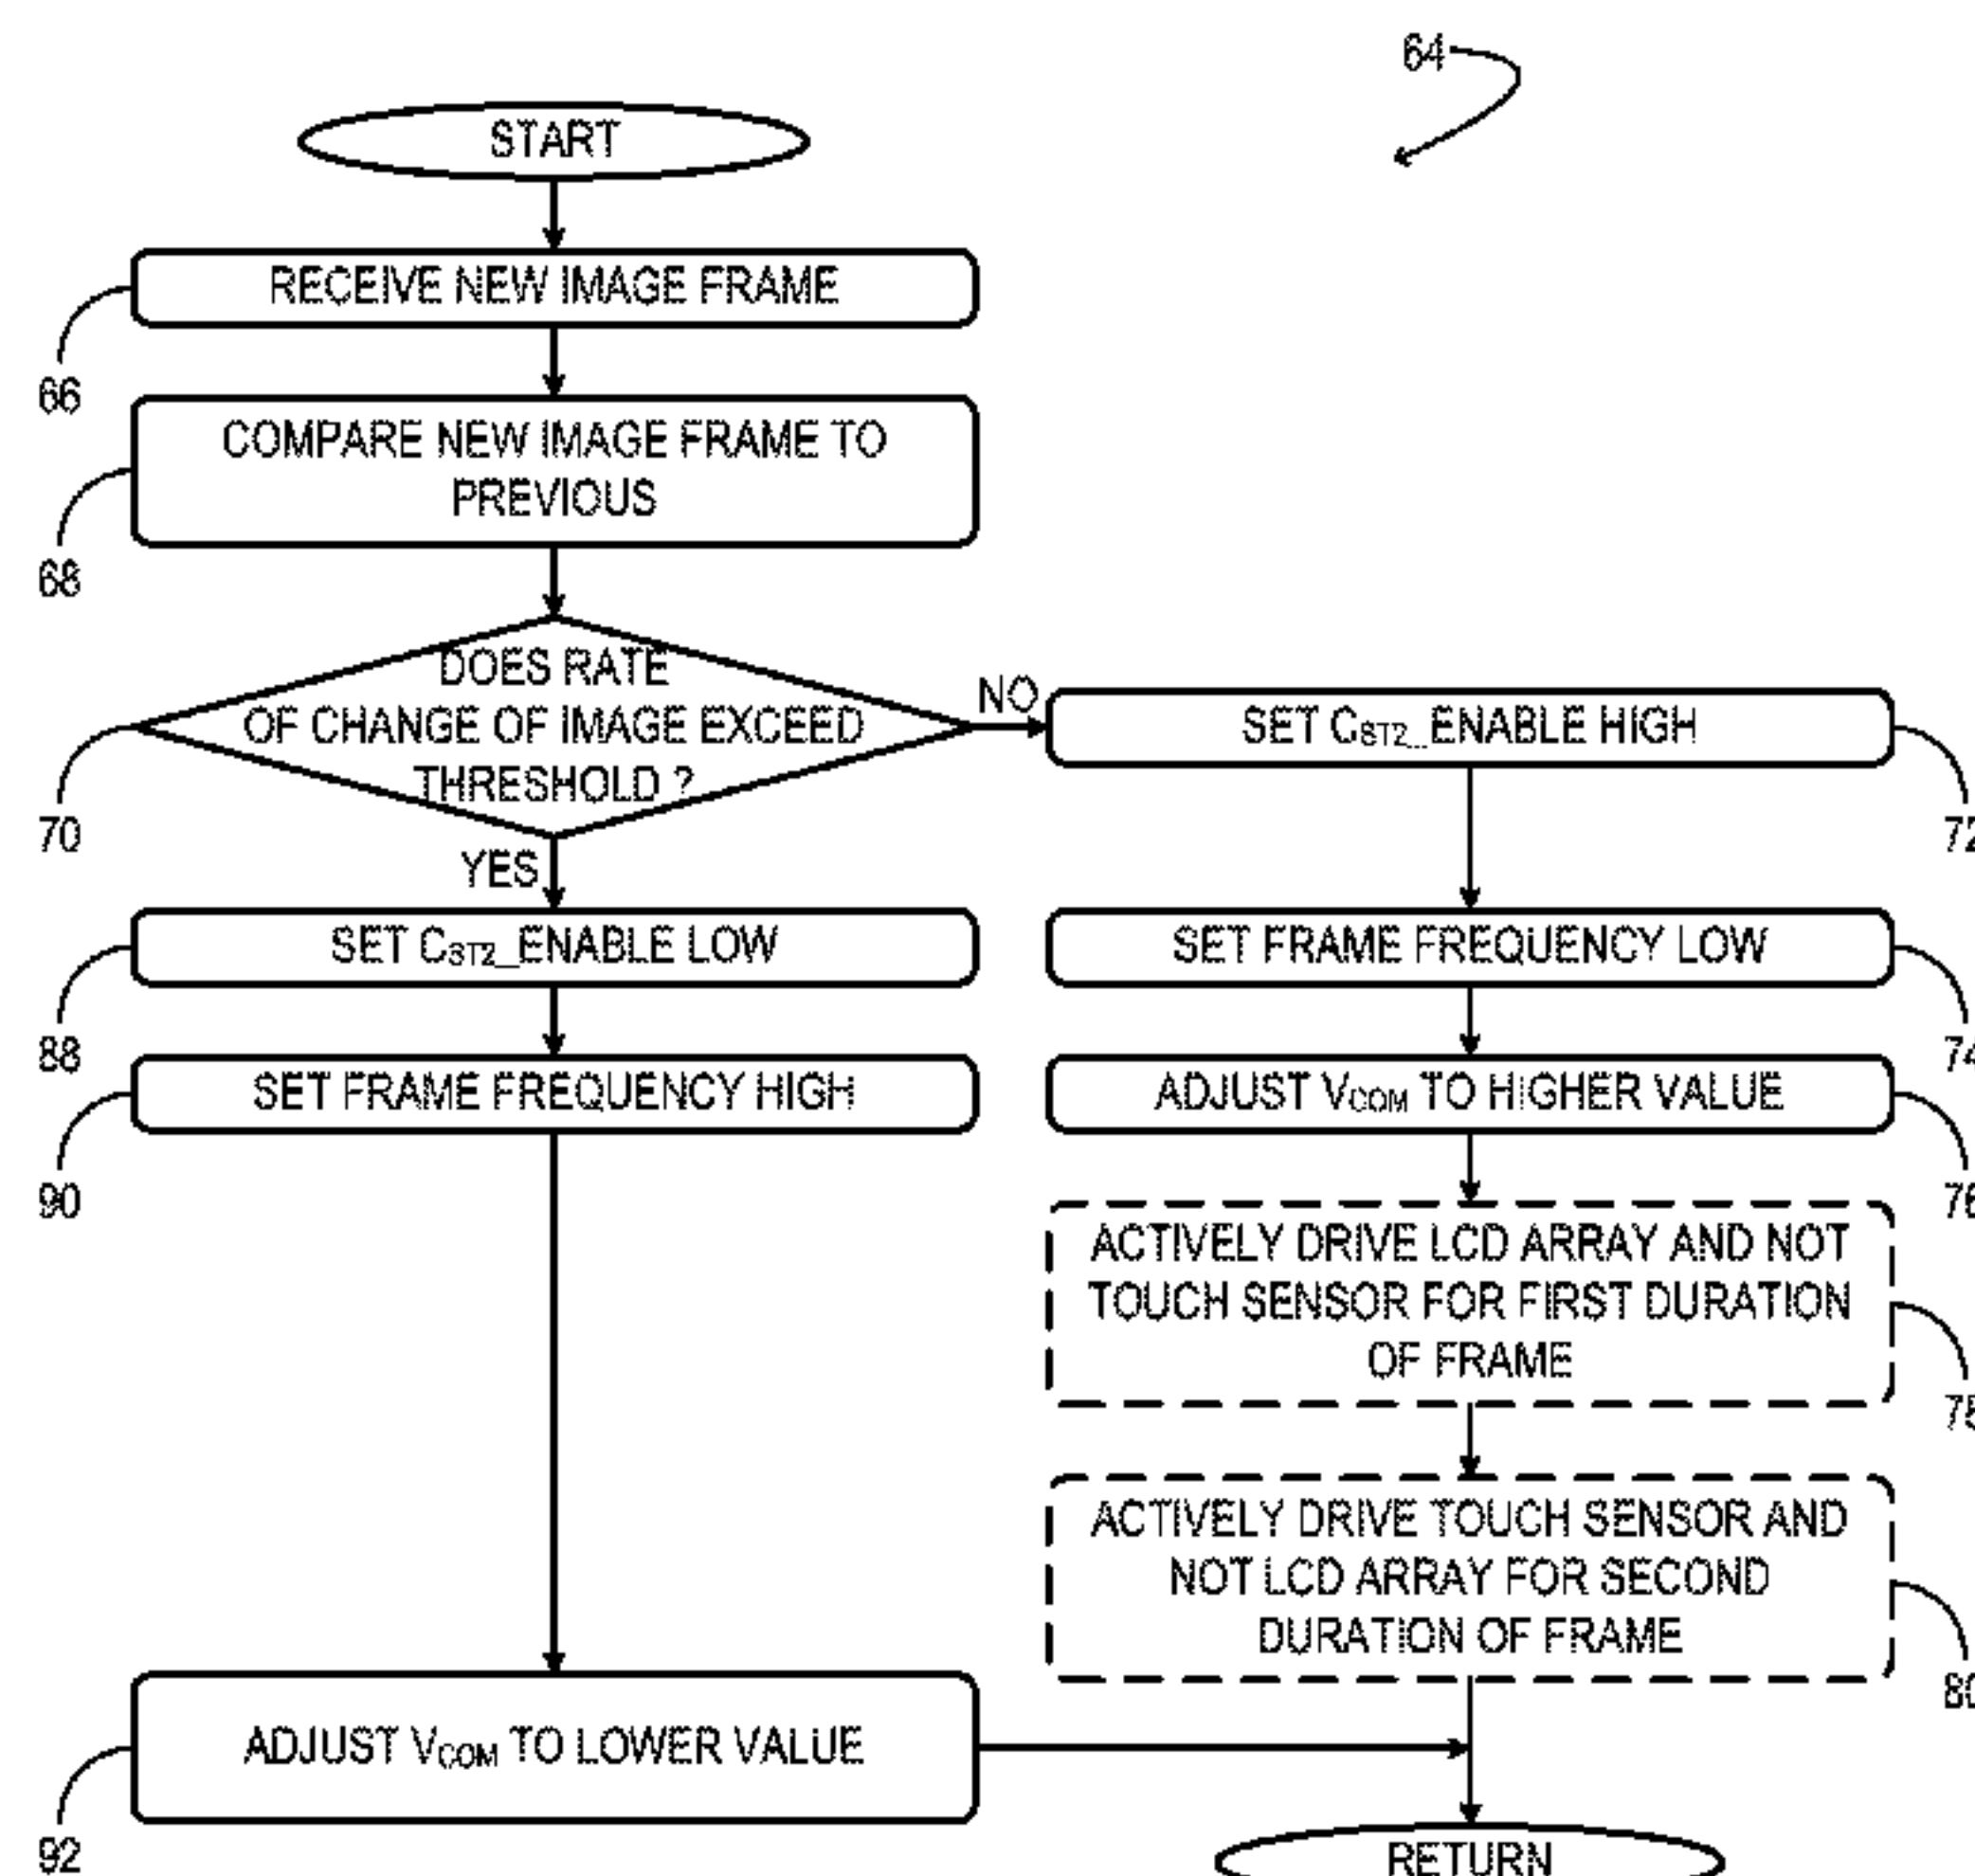 64
START
RECEIVE NEW IMAGE FRAME
66
COMPARE NEW IMAGE FRAME TO
PREVIOUS
68
DOES RATE
OF CHANGE OF IMAGE EXCEED
THRESHOLD ?
70
NO
SET CST2_ENABLE HIGH
72
YES
SET CST2_ENABLE LOW
88
SET FRAME FREQUENCY LOW
74
SET FRAME FREQUENCY HIGH
90
ADJUST VCOM TO HIGHER VALUE
76
ACTIVELY DRIVE LCD ARRAY AND NOT
TOUCH SENSOR FOR FIRST DURATION
OF FRAME
ACTIVELY DRIVE TOUCH SENSOR AND
NOT LCD ARRAY FOR SECOND
DURATION OF FRAME
80
ADJUST VCOM TO LOWER VALUE
92
RETURN